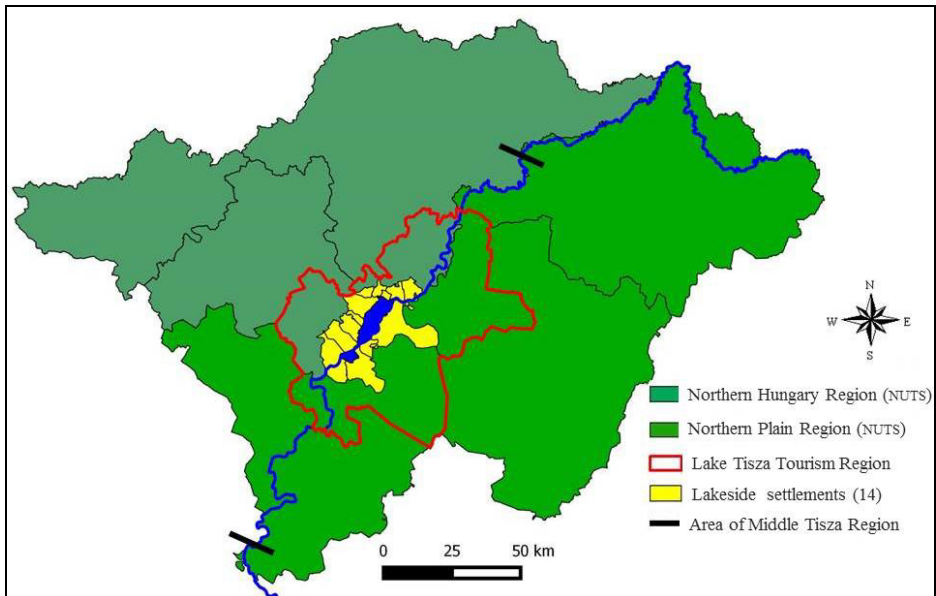 N
W E
S
Northern Hungary Region (NUTS)
Northern Plain Region (NUTS)
Lake Tisza Tourism Region
Lakeside settlements (14)
Area of Middle Tisza Region
0 25 50 km